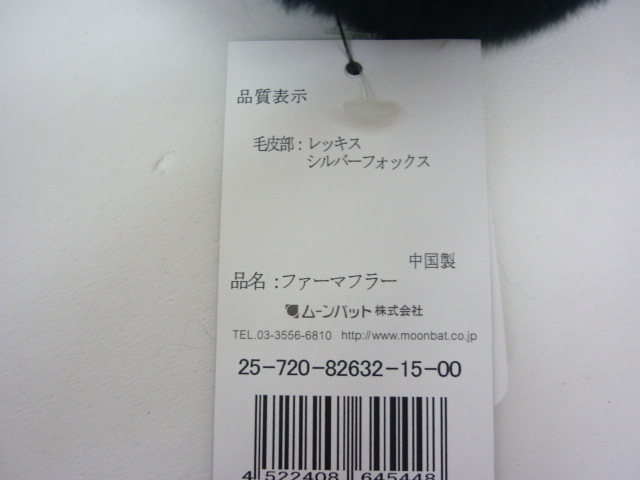 品質表示
毛皮部：レッキス
シルバーフォックス
中国製
品名：ファーマフラー
ムーンバット株式会社
TEL.03-3556-6810 http://www.moonbat.co.jp
25-720-82632-15-00
4 522408 645448